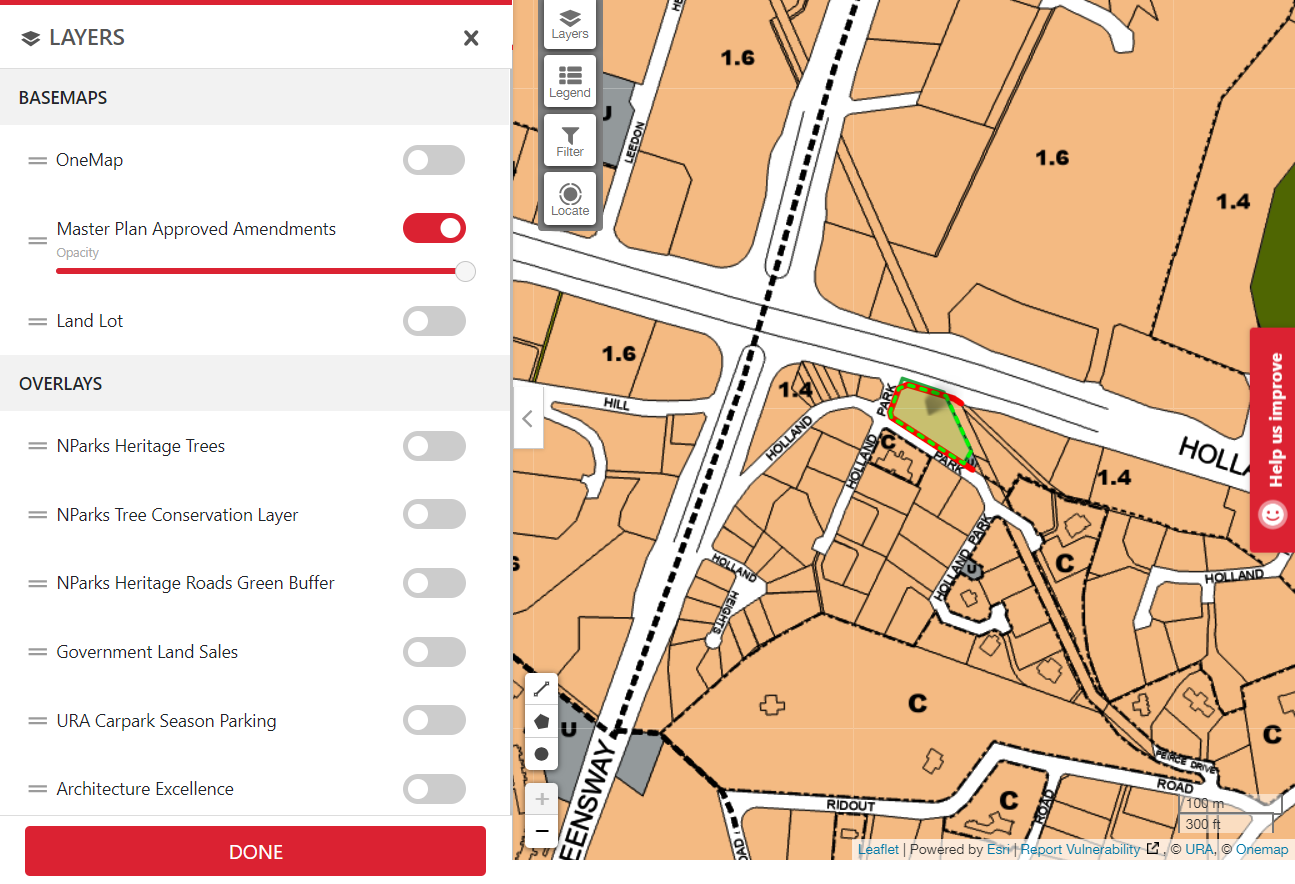 LAYERS
BASEMAPS
OneMap
Master Plan Approved Amendments
Opacity
Land Lot
OVERLAYS
NParks Heritage Trees
NParks Tree Conservation Layer
NParks Heritage Roads Green Buffer
Government Land Sales
URA Carpark Season Parking
Architecture Excellence
DONE
Layers
Legend
Filter
Locate
1.6
U
LEEDON
1.6
1.4
1.6
HILL
1.4
PARK
HOLLAND
HOLLAND
C
PARK
HOLLA
1.4
Help us improve
HOLLAND PARK
U
C
HOLLAND
HOLLAND
HEIGHTS
C
U
C
EENSWAY
PEIRCE DRIVE
ROAD
RIDOUT
C
ROAD
OAD
+
−
100 m
300 ft
Leaflet | Powered by Esri | Report Vulnerability , © URA, © Onemap